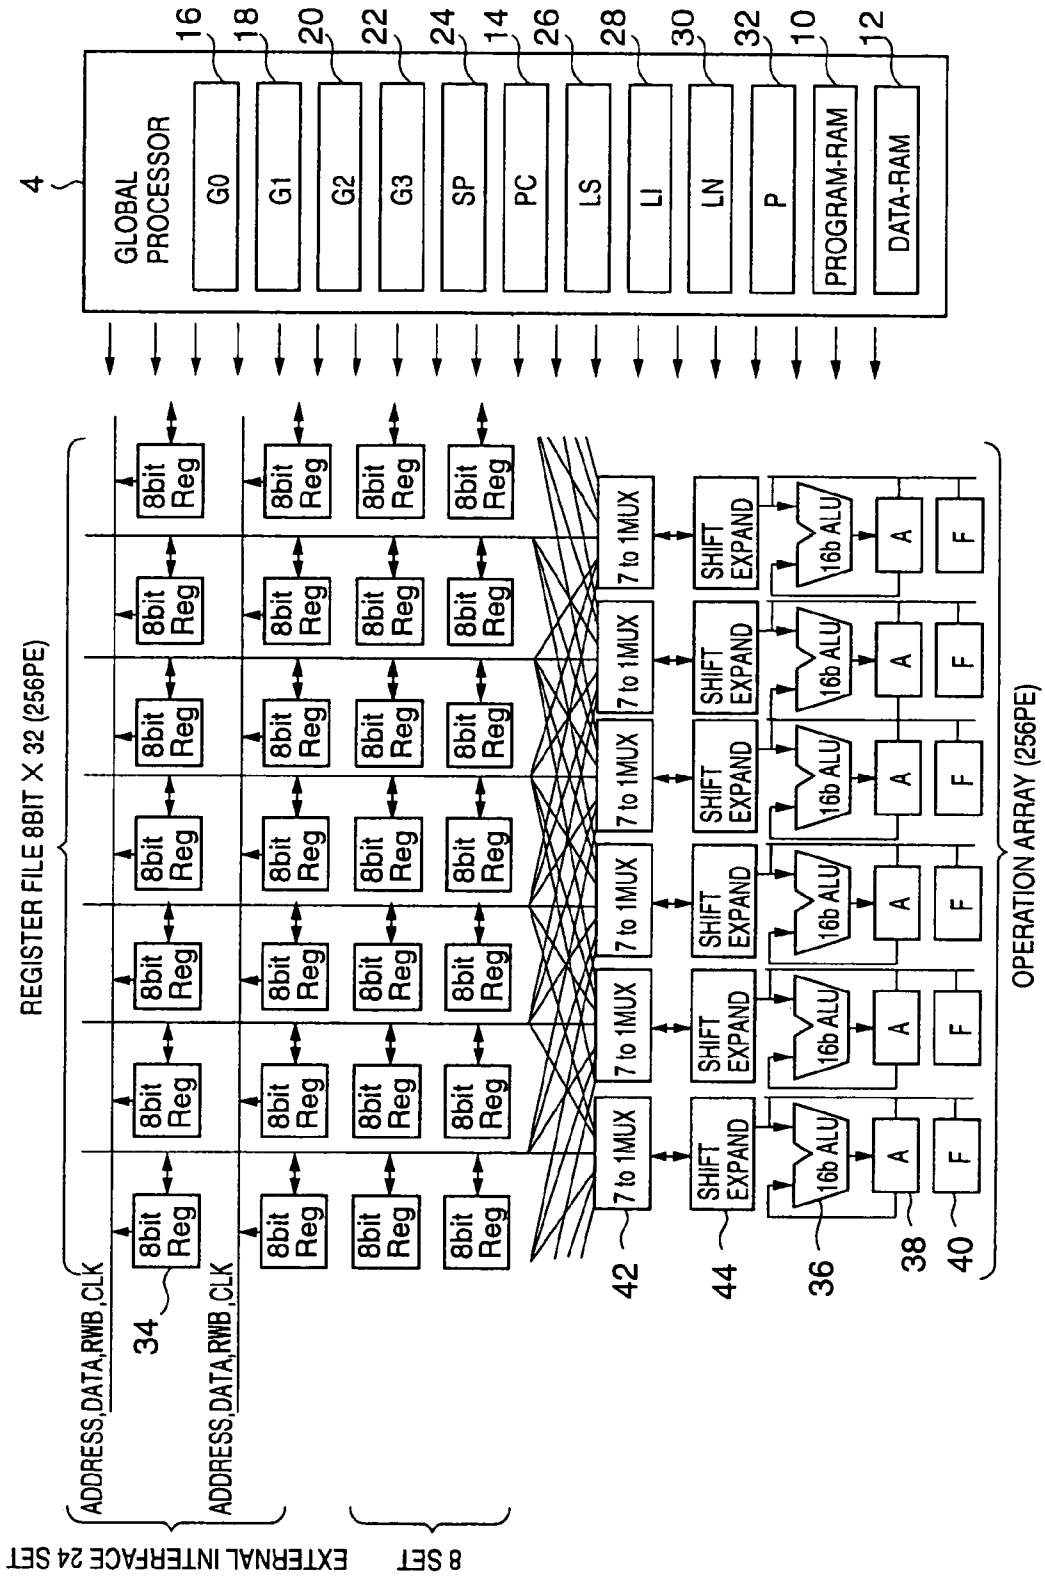 4
GLOBAL
PROCESSOR
G0
16
G1
18
G2
20
G3
22
SP
24
PC
14
LS
26
LI
28
LN
30
P
32
PROGRAM-RAM
10
DATA-RAM
12
REGISTER FILE 8BIT X 32 (256PE)
ADDRESS,DATA,RWB,CLK
8bit
Reg
8bit
Reg
8bit
Reg
8bit
Reg
8bit
Reg
8bit
Reg
8bit
Reg
34
ADDRESS,DATA,RWB,CLK
8bit
Reg
8bit
Reg
8bit
Reg
8bit
Reg
8bit
Reg
8bit
Reg
8bit
Reg
EXTERNAL INTERFACE 24 SET
8bit
Reg
8bit
Reg
8bit
Reg
8bit
Reg
8bit
Reg
8bit
Reg
8bit
Reg
8bit
Reg
8bit
Reg
8bit
Reg
8bit
Reg
8bit
Reg
8bit
Reg
8bit
Reg
8 SET
42
7 to 1MUX
7 to 1MUX
7 to 1MUX
7 to 1MUX
7 to 1MUX
7 to 1MUX
44
SHIFT
EXPAND
SHIFT
EXPAND
SHIFT
EXPAND
SHIFT
EXPAND
SHIFT
EXPAND
SHIFT
EXPAND
36
16b ALU
16b ALU
16b ALU
16b ALU
16b ALU
16b ALU
38
A
A
A
A
A
A
40
F
F
F
F
F
F
OPERATION ARRAY (256PE)